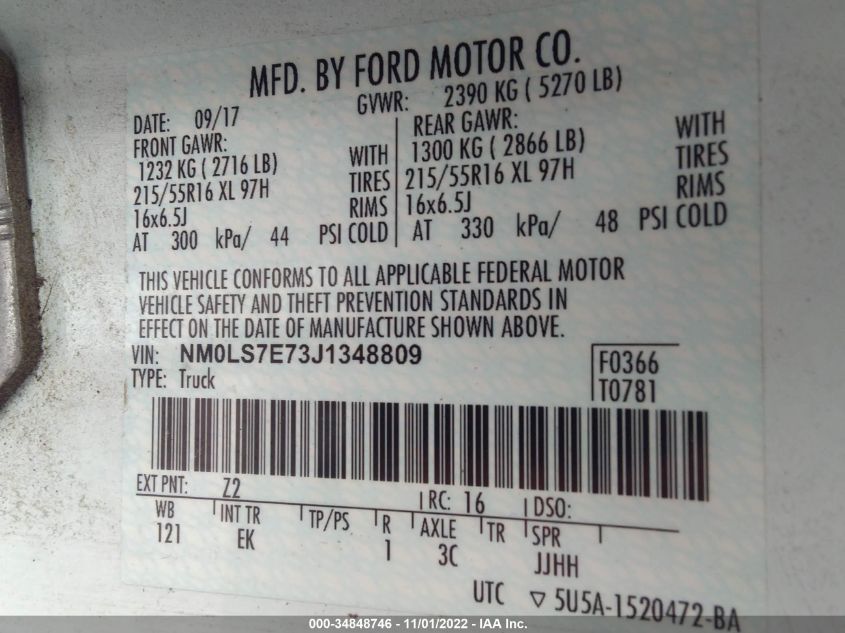 MFD. BY FORD MOTOR CO.
DATE: 09/17 GVWR: 2390 KG ( 5270 LB)
FRONT GAWR: REAR GAWR:
1232 KG ( 2716 LB) WITH 1300 KG ( 2866 LB) WITH
215/55R16 XL 97H TIRES 215/55R16 XL 97H TIRES
16x6.5J RIMS 16x6.5J RIMS
AT 300 kPa/ 44 PSI COLD AT 330 kPa/ 48 PSI COLD
THIS VEHICLE CONFORMS TO ALL APPLICABLE FEDERAL MOTOR
VEHICLE SAFETY AND THEFT PREVENTION STANDARDS IN
EFFECT ON THE DATE OF MANUFACTURE SHOWN ABOVE.
VIN: NM0LS7E73J1348809
TYPE: Truck
F0366
T0781
EXT PNT: Z2 RC: 16 DSO:
WB INT TR TP/PS R AXLE TR SPR
121 EK 1 3C JJHH
UTC ▽ 5U5A-1520472-BA
000-34848746 - 11/01/2022 - IAA Inc.